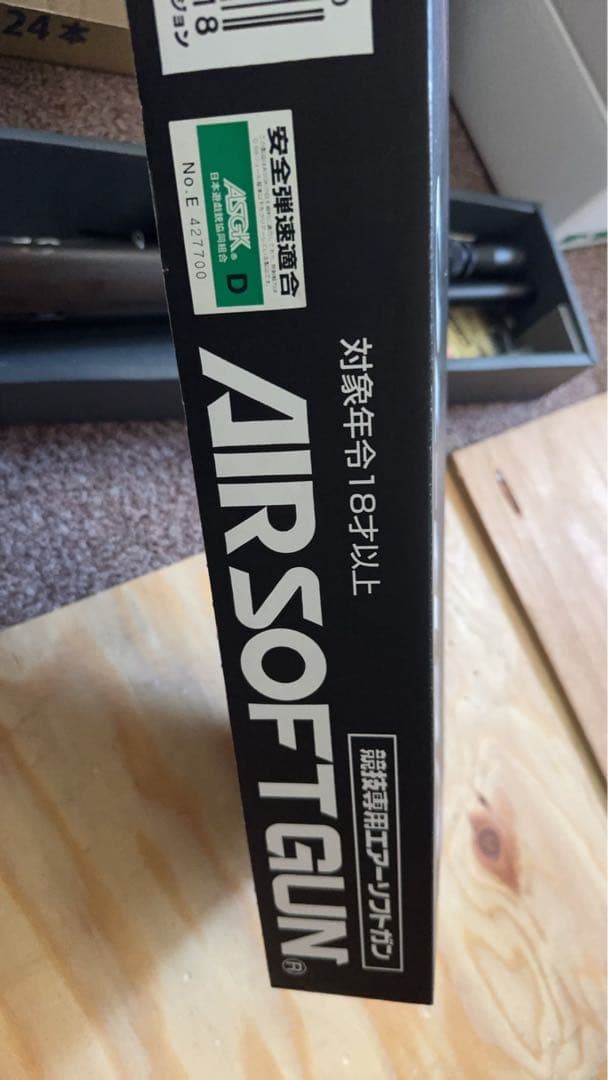 24本
18
ジョン
安全弾速適合
ASGK®
D
日本遊戯銃協同組合
No.E 427700
対象年令18才以上
AIRSOFT GUN®
競技専用エアーソフトガン